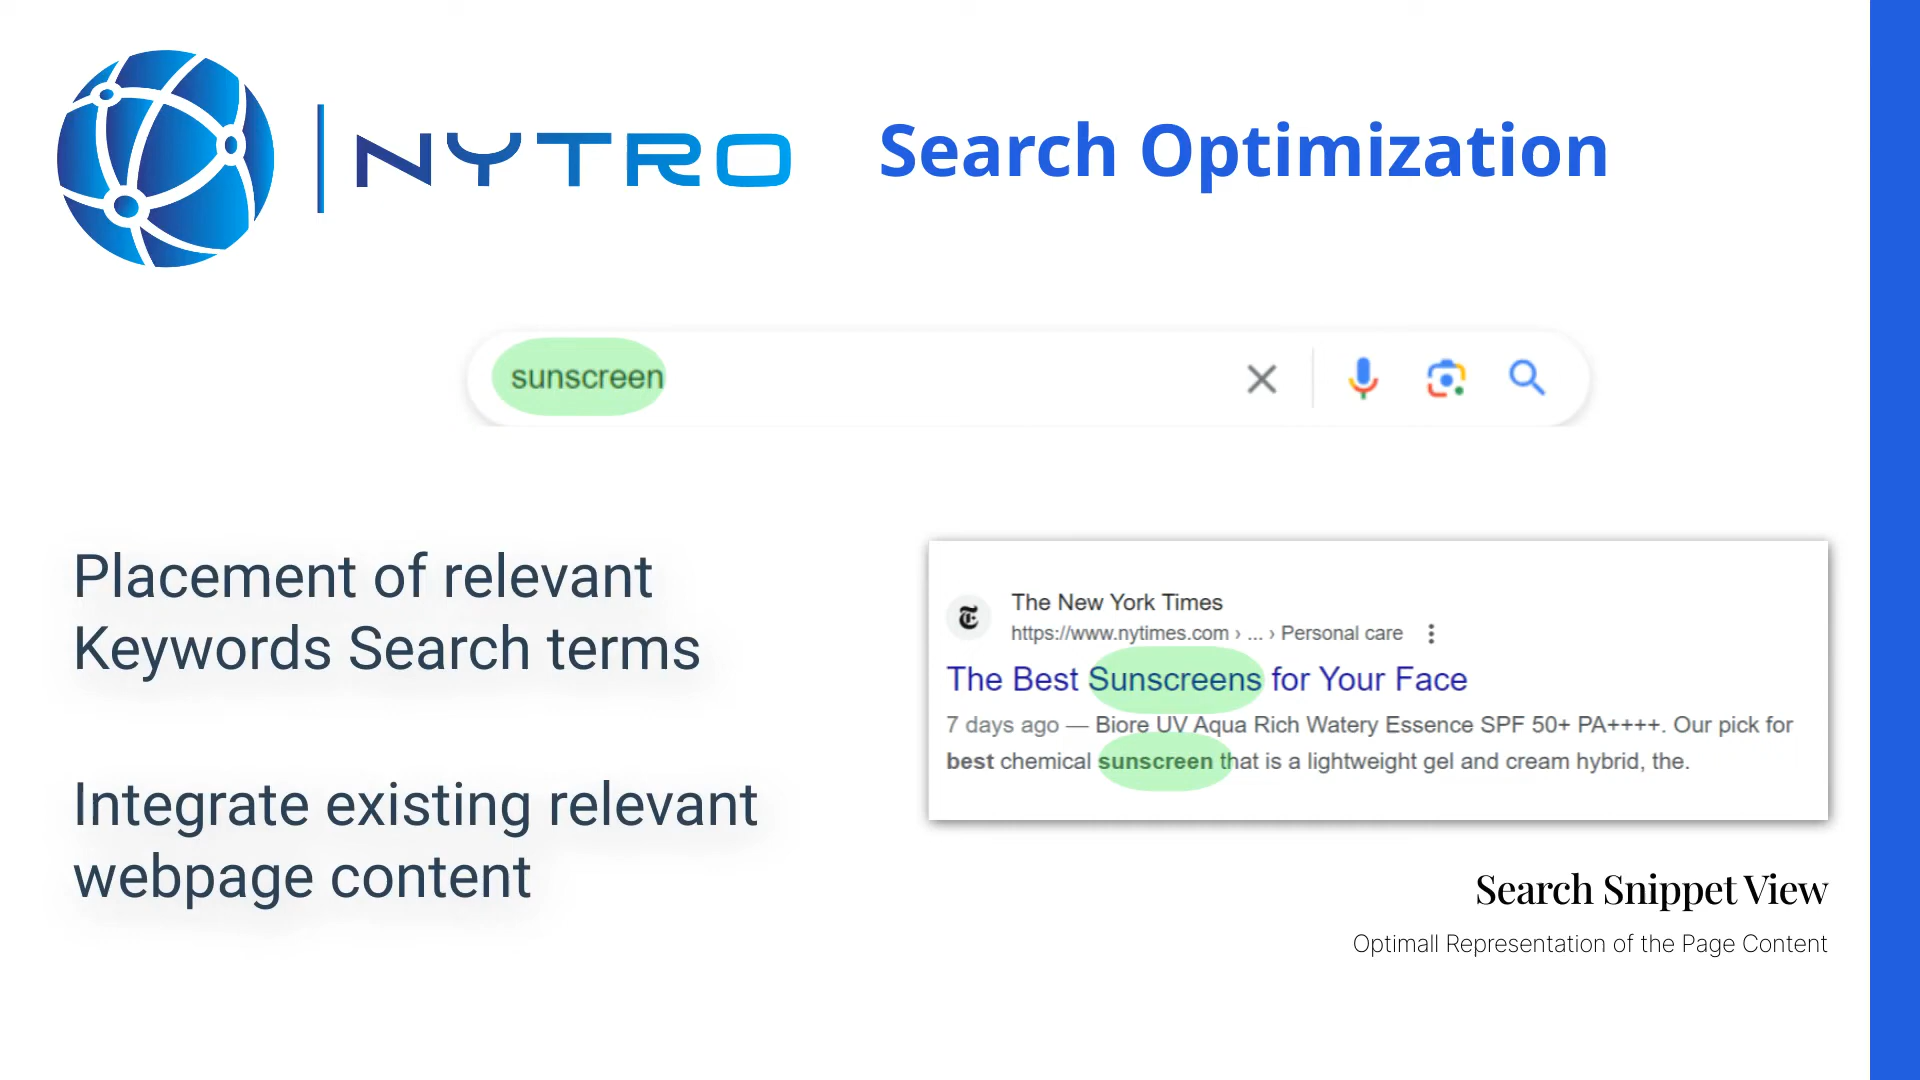 NYTRO
Search Optimization
sunscreen
Placement of relevant
Keywords Search terms
Integrate existing relevant
webpage content
The New York Times
https://www.nytimes.com › ... › Personal care
The Best Sunscreens for Your Face
7 days ago — Biore UV Aqua Rich Watery Essence SPF 50+ PA++++. Our pick for
best chemical sunscreen that is a lightweight gel and cream hybrid, the.
Search Snippet View
Optimall Representation of the Page Content